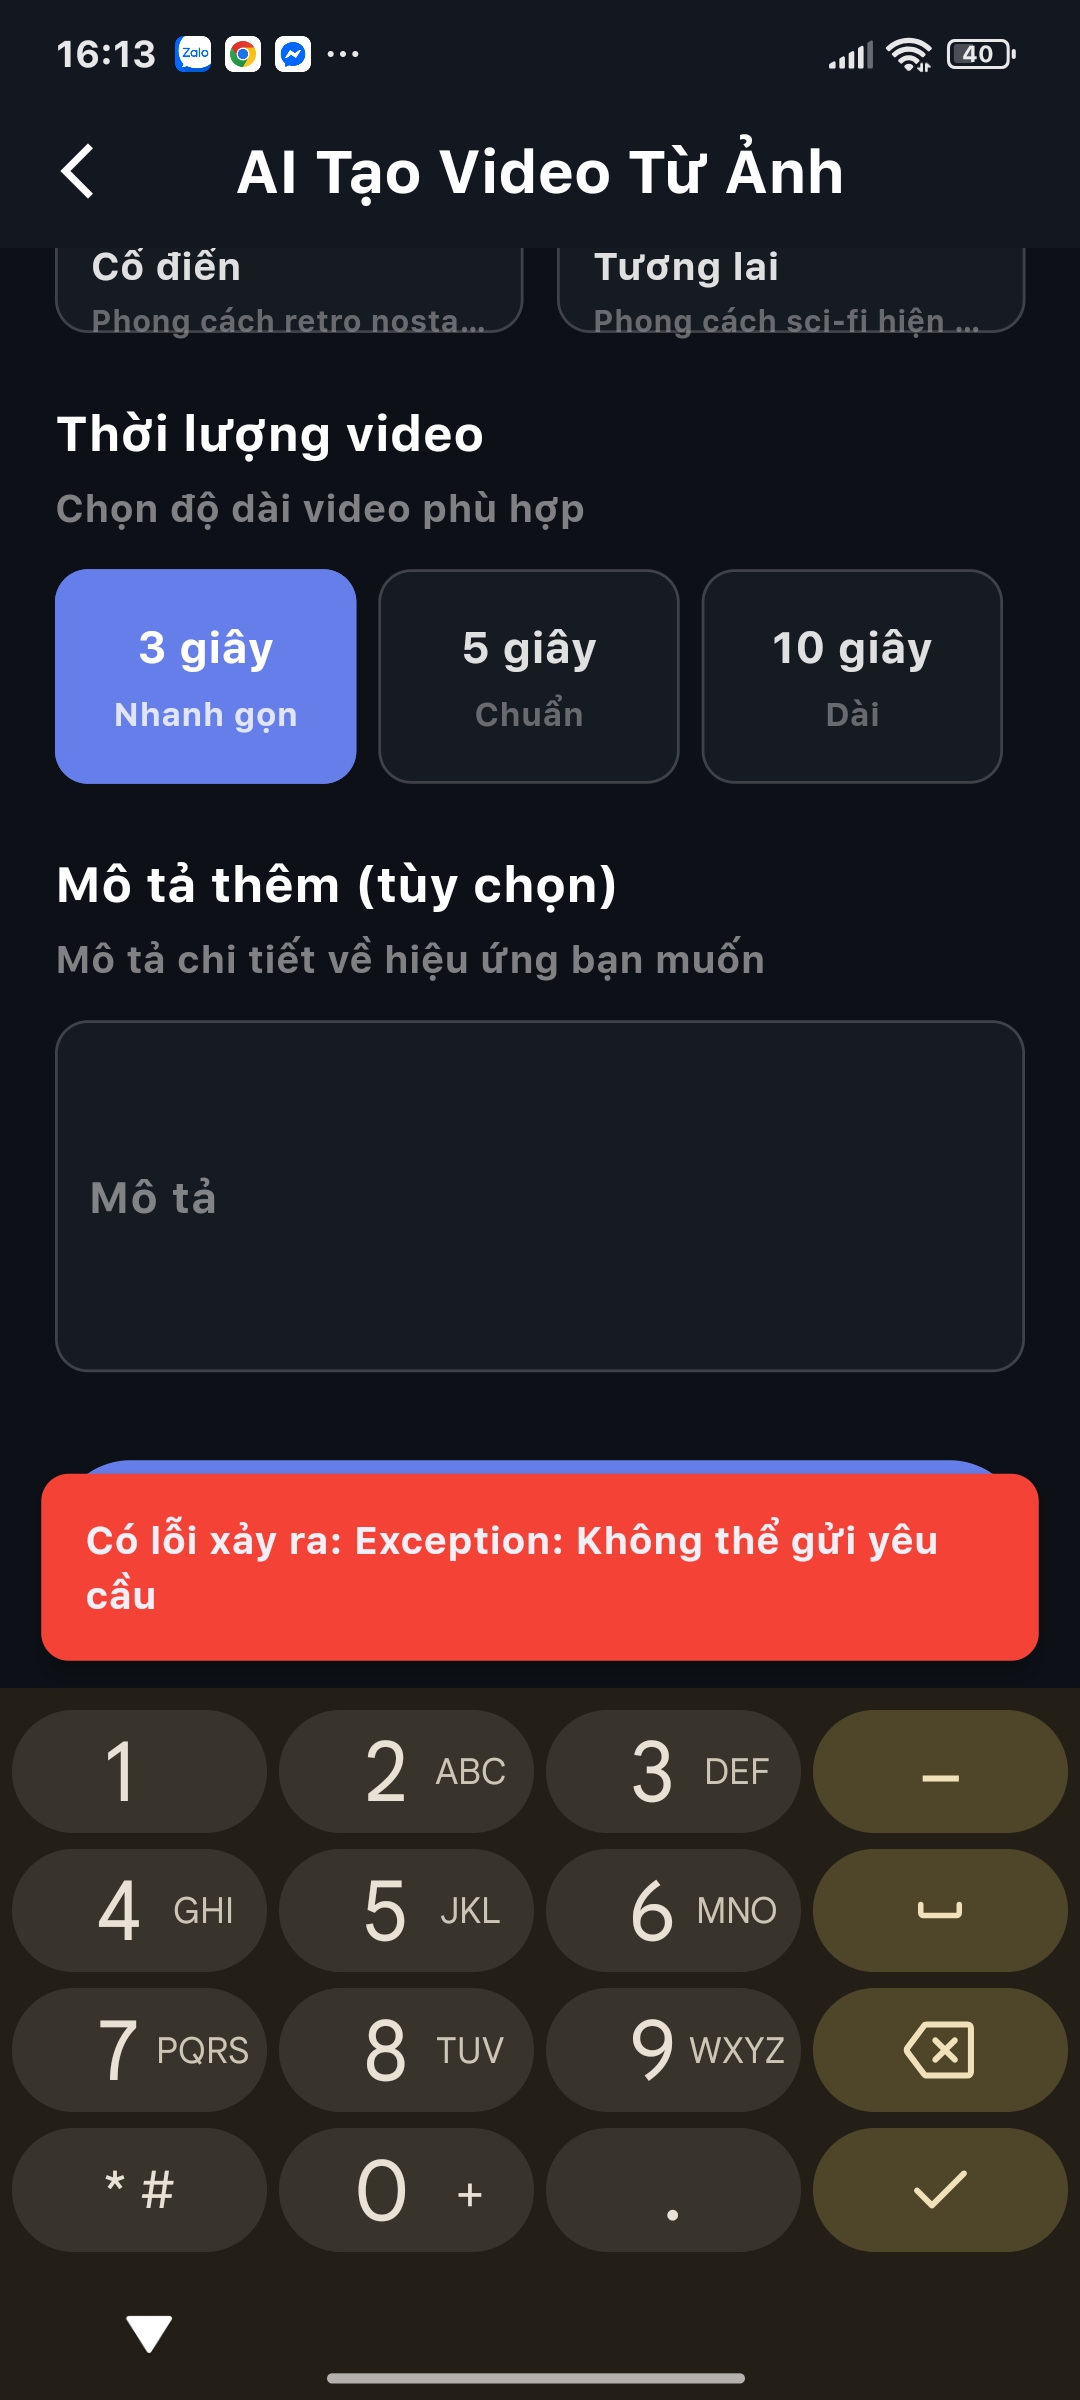 16:13
Zalo
40
AI Tạo Video Từ Ảnh
Cổ điển
Tương lai
Phong cách retro nosta...
Phong cách sci-fi hiện ...
Thời lượng video
Chọn độ dài video phù hợp
3 giây
5 giây
10 giây
Nhanh gọn
Chuẩn
Dài
Mô tả thêm (tùy chọn)
Mô tả chi tiết về hiệu ứng bạn muốn
Mô tả
Có lỗi xảy ra: Exception: Không thể gửi yêu
cầu
1
2 ABC
3 DEF
–
4 GHI
5 JKL
6 MNO
7 PQRS
8 TUV
9 WXYZ
* #
0 +
.